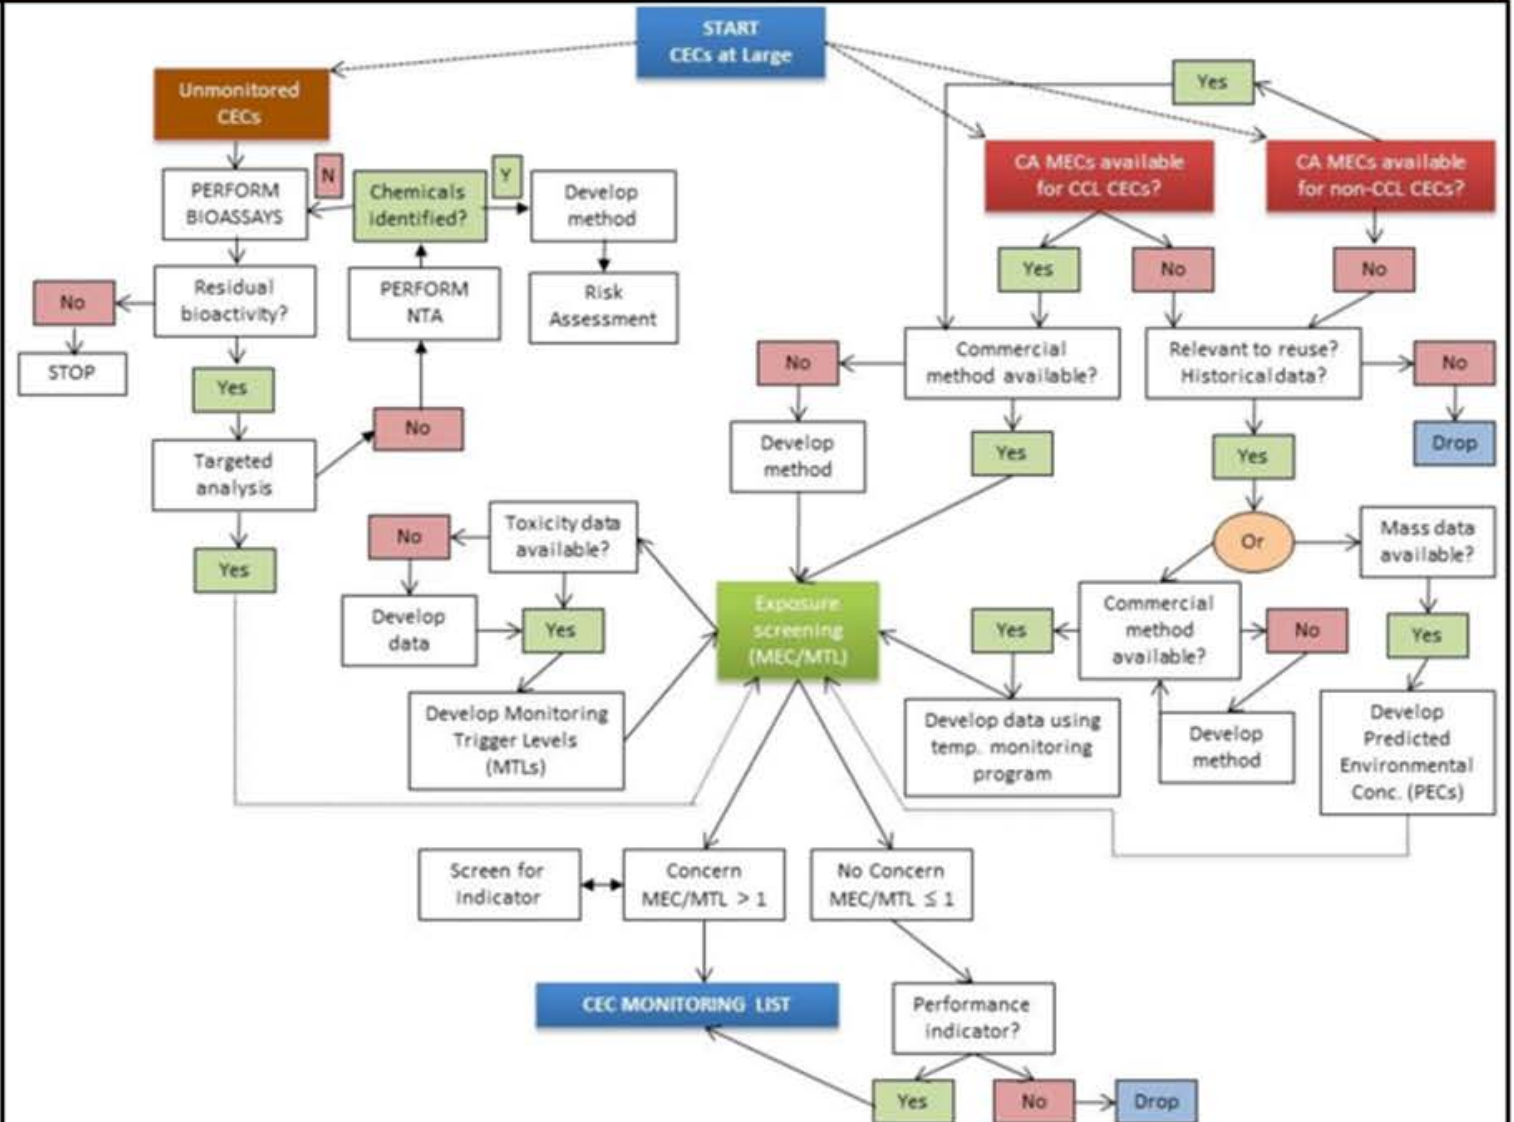 START
CECs at Large
Unmonitored
CECs
Yes
CA MECs available
for CCL CECs?
CA MECs available
for non-CCL CECs?
PERFORM
BIOASSAYS
N
Chemicals
identified?
Y
Develop
method
Yes
No
No
No
Residual
bioactivity?
PERFORM
NTA
Risk
Assessment
STOP
Yes
No
No
Commercial
method available?
Relevant to reuse?
Historical data?
No
Develop
method
Yes
Yes
Drop
Targeted
analysis
Yes
No
Toxicity data
available?
Or
Mass data
available?
Develop
data
Yes
Exposure
screening
(MEC/MTL)
Yes
Commercial
method
available?
No
Yes
Develop Monitoring
Trigger Levels
(MTLs)
Develop data using
temp. monitoring
program
Develop
method
Develop
Predicted
Environmental
Conc. (PECs)
Screen for
Indicator
Concern
MEC/MTL > 1
No Concern
MEC/MTL ≤ 1
CEC MONITORING LIST
Performance
indicator?
Yes
No
Drop